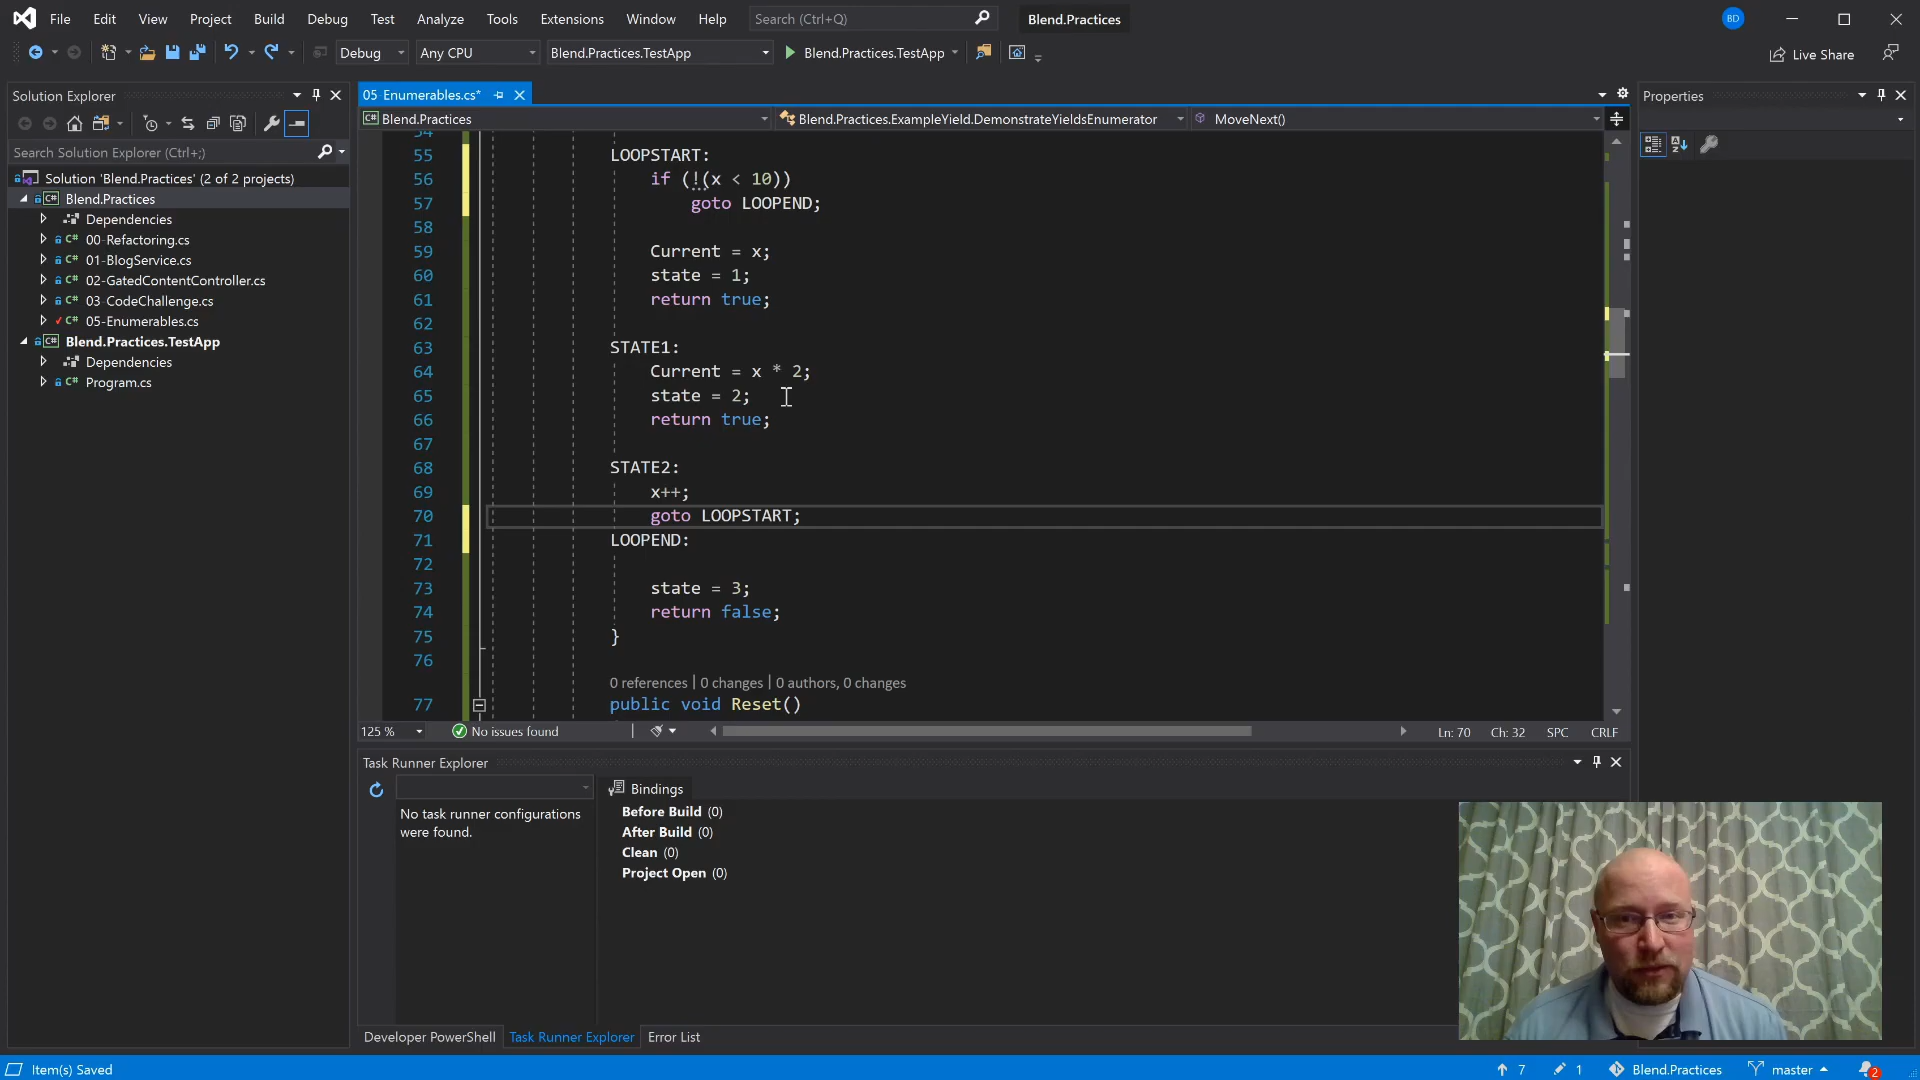 File Edit View Project Build Debug Test Analyze Tools Extensions Window Help Search (Ctrl+Q) Blend.Practices BD
Debug Any CPU Blend.Practices.TestApp Blend.Practices.TestApp Live Share
Solution Explorer
Search Solution Explorer (Ctrl+;)
Solution 'Blend.Practices' (2 of 2 projects)
C# Blend.Practices
Dependencies
C# 00-Refactoring.cs
C# 01-BlogService.cs
C# 02-GatedContentController.cs
C# 03-CodeChallenge.cs
C# 05-Enumerables.cs
C# Blend.Practices.TestApp
Dependencies
C# Program.cs
05-Enumerables.cs*
C# Blend.Practices Blend.Practices.ExampleYield.DemonstrateYieldsEnumerator MoveNext()
54
55 LOOPSTART:
56 if (!(x < 10))
57 goto LOOPEND;
58
59 Current = x;
60 state = 1;
61 return true;
62
63 STATE1:
64 Current = x * 2;
65 state = 2;
66 return true;
67
68 STATE2:
69 x++;
70 goto LOOPSTART;
71 LOOPEND:
72
73 state = 3;
74 return false;
75 }
76
0 references | 0 changes | 0 authors, 0 changes
77 public void Reset()
125 % No issues found Ln: 70 Ch: 32 SPC CRLF
Properties
Task Runner Explorer
No task runner configurations
were found.
Bindings
Before Build (0)
After Build (0)
Clean (0)
Project Open (0)
Developer PowerShell Task Runner Explorer Error List
Item(s) Saved 7 1 Blend.Practices master 2